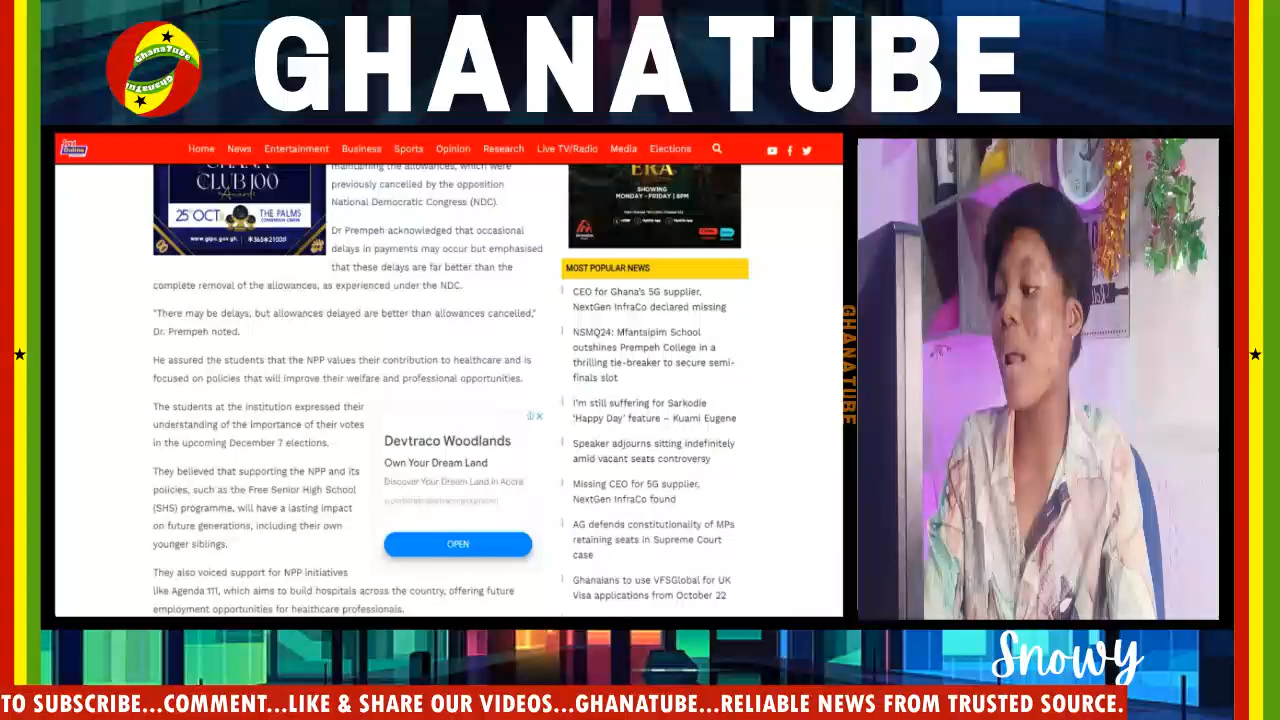 GHANATUBE
GhanaTube
Home News Entertainment Business Sports Opinion Research Live TV/Radio Media Elections
CLUB 100
Awards
25 OCT
THE PALMS
www.gipc.gov.gh
maintaining the allowances, which were
previously cancelled by the opposition
National Democratic Congress (NDC).
Dr Prempeh acknowledged that occasional
delays in payments may occur but emphasised
that these delays are far better than the
complete removal of the allowances, as experienced under the NDC.
"There may be delays, but allowances delayed are better than allowances cancelled,"
Dr. Prempeh noted.
He assured the students that the NPP values their contribution to healthcare and is
focused on policies that will improve their welfare and professional opportunities.
The students at the institution expressed their
understanding of the importance of their votes
in the upcoming December 7 elections.
They believed that supporting the NPP and its
policies, such as the Free Senior High School
(SHS) programme, will have a lasting impact
on future generations, including their own
younger siblings.
They also voiced support for NPP initiatives
like Agenda 111, which aims to build hospitals across the country, offering future
employment opportunities for healthcare professionals.
Devtraco Woodlands
Own Your Dream Land
Discover Your Dream Land in Accra
OPEN
ERA
SHOWING
MONDAY - FRIDAY | 8PM
MOST POPULAR NEWS
CEO for Ghana's 5G supplier,
NextGen InfraCo declared missing
NSMQ24: Mfantsipim School
outshines Prempeh College in a
thrilling tie-breaker to secure semi-
finals slot
I'm still suffering for Sarkodie
'Happy Day' feature – Kuami Eugene
Speaker adjourns sitting indefinitely
amid vacant seats controversy
Missing CEO for 5G supplier,
NextGen InfraCo found
AG defends constitutionality of MPs
retaining seats in Supreme Court
case
Ghanaians to use VFSGlobal for UK
Visa applications from October 22
GHANATUBE
Snowy
TO SUBSCRIBE...COMMENT...LIKE & SHARE OUR VIDEOS...GHANATUBE...RELIABLE NEWS FROM TRUSTED SOURCE.